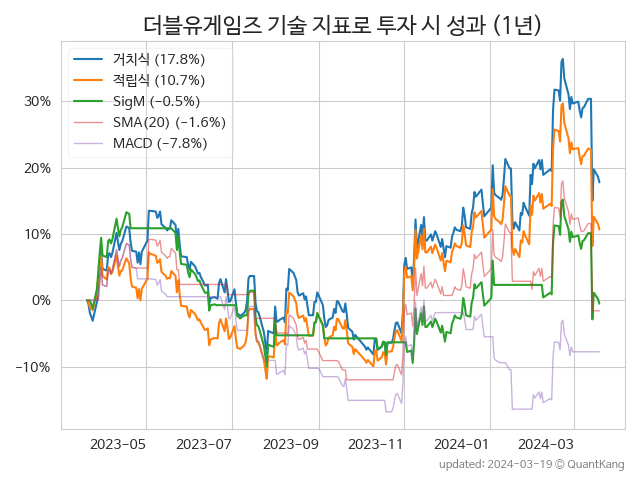 더블유게임즈 기술 지표로 투자 시 성과 (1년)
거치식 (17.8%)
적립식 (10.7%)
SigM (−0.5%)
SMA(20) (−1.6%)
MACD (−7.8%)
30%
20%
10%
0%
−10%
2023-05 2023-07 2023-09 2023-11 2024-01 2024-03
updated: 2024-03-19 © QuantKang